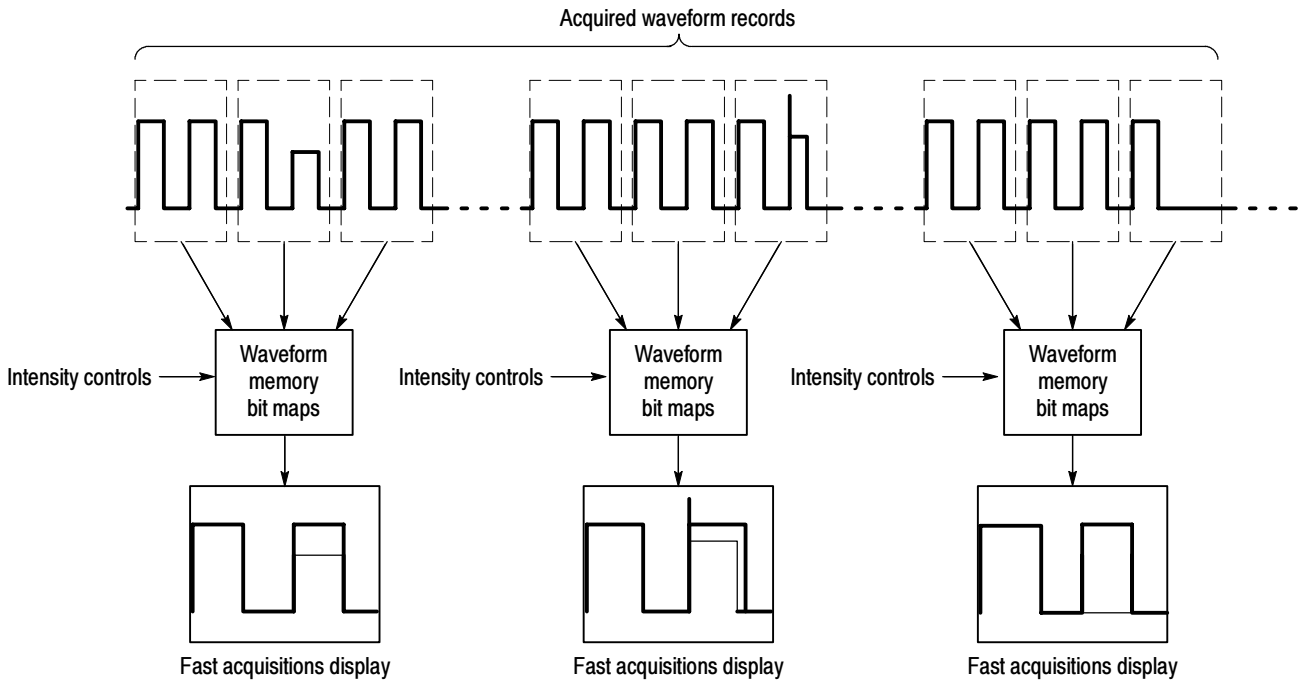 Acquired waveform records
Intensity controls
Waveform
memory
bit maps
Intensity controls
Waveform
memory
bit maps
Intensity controls
Waveform
memory
bit maps
Fast acquisitions display
Fast acquisitions display
Fast acquisitions display